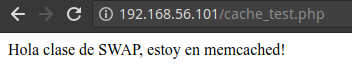 192.168.56.101/cache_test.php
Hola clase de SWAP, estoy en memcached!